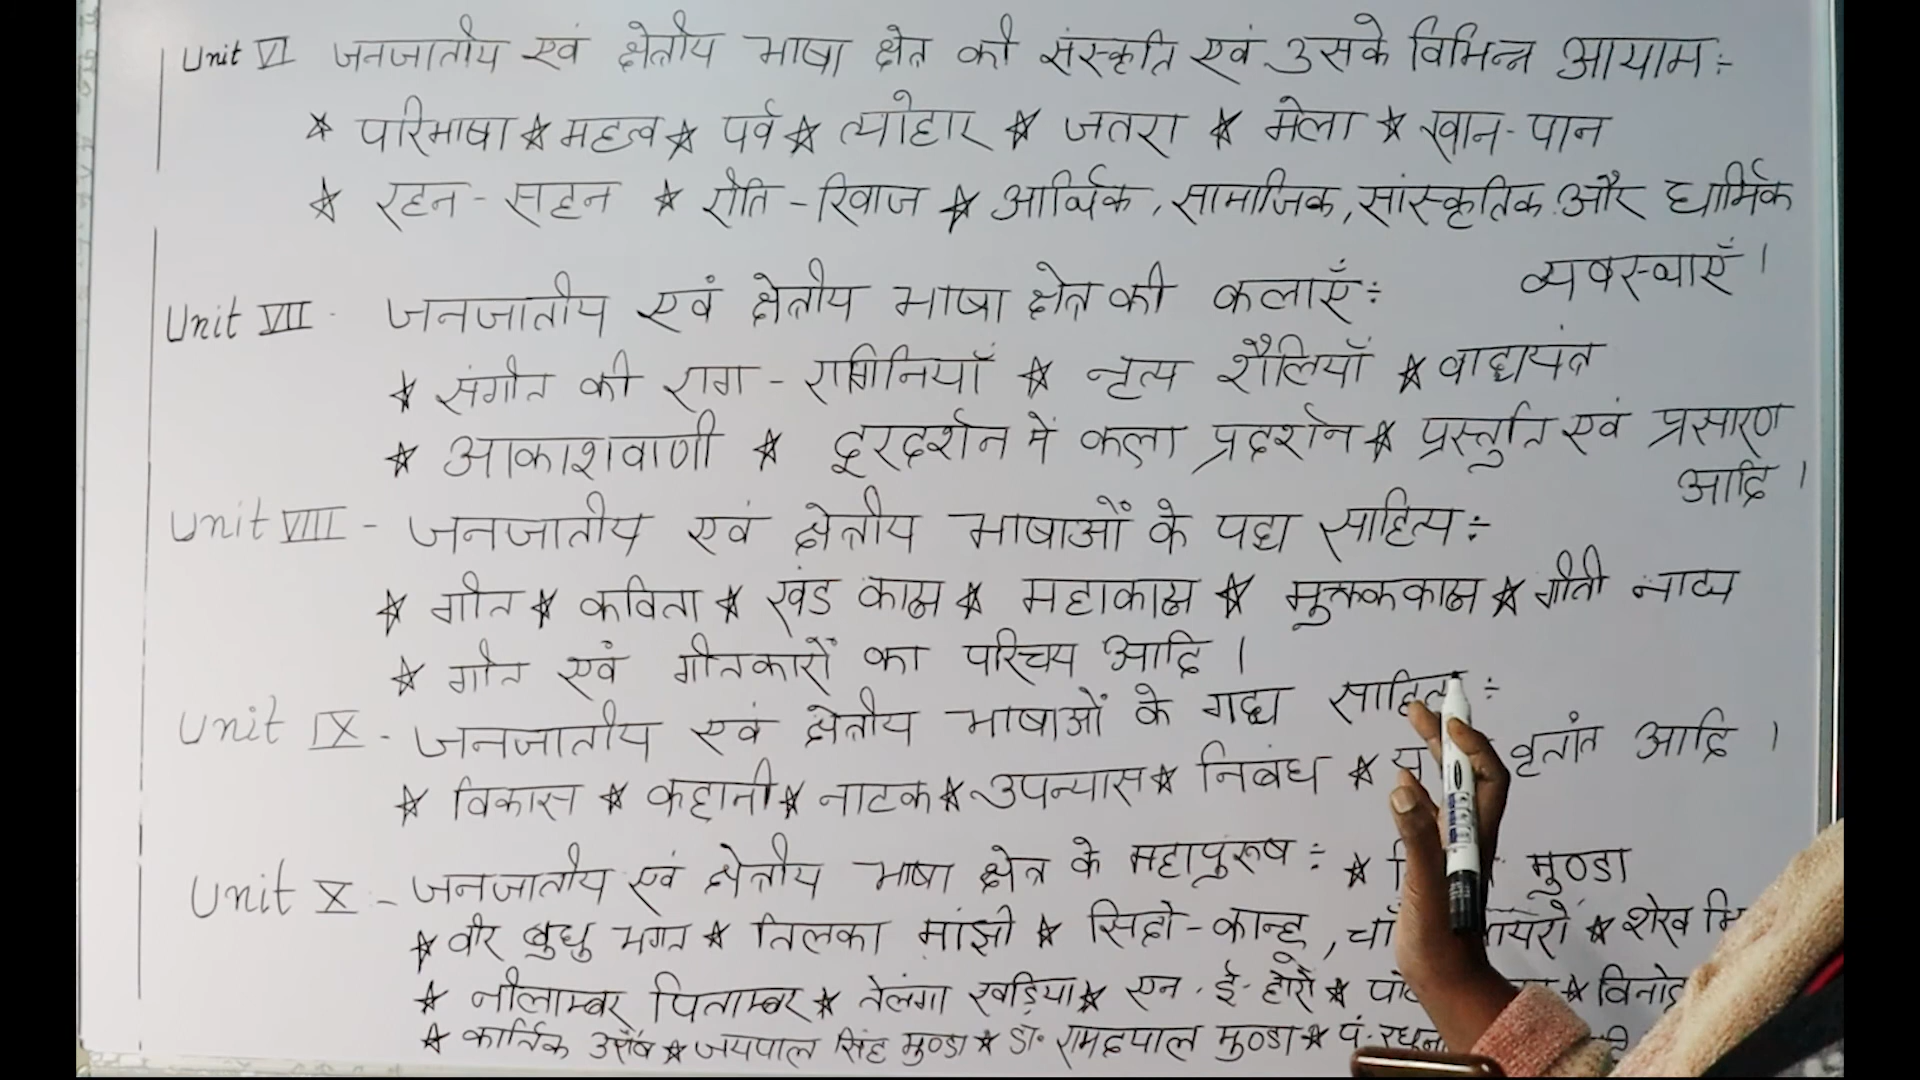 Unit VI जनजातीय एवं क्षेत्रीय भाषा क्षेत्र की संस्कृति एवं उसके विभिन्न आयाम :-
★ परिभाषा ★ महत्व ★ पर्व ★ त्योहार ★ जतरा ★ मेला ★ खान-पान
★ रहन-सहन ★ रीति-रिवाज ★ आर्थिक, सामाजिक, सांस्कृतिक और धार्मिक
व्यवस्थाएँ ।
Unit VII - जनजातीय एवं क्षेत्रीय भाषा क्षेत्र की कलाएँ :-
★ संगीत की राग-रागिनियाँ ★ नृत्य शैलियाँ ★ वाद्ययंत्र
★ आकाशवाणी ★ दूरदर्शन में कला प्रदर्शन ★ प्रस्तुति एवं प्रसारण
आदि ।
Unit VIII - जनजातीय एवं क्षेत्रीय भाषाओं के पद्य साहित्य :-
★ गीत ★ कविता ★ खंड काव्य ★ महाकाव्य ★ मुक्तककाव्य ★ गीती नाट्य
★ गीत एवं गीतकारों का परिचय आदि ।
Unit IX - जनजातीय एवं क्षेत्रीय भाषाओं के गद्य साहित्य :-
★ विकास ★ कहानी ★ नाटक ★ उपन्यास ★ निबंध ★ वृतांत आदि ।
Unit X - जनजातीय एवं क्षेत्रीय भाषा क्षेत्र के महापुरुष :- ★ मुण्डा
★ वीर बुधु भगत ★ तिलका मांझी ★ सिदो-कान्हू, ★ शेख
★ नीलाम्बर पिताम्बर ★ तेलंगा खड़िया ★ एन. ई. होरो ★ ★
★ कार्तिक उराँव ★ जयपाल सिंह मुण्डा ★ डॉ. रामदयाल मुण्डा ★ पं.